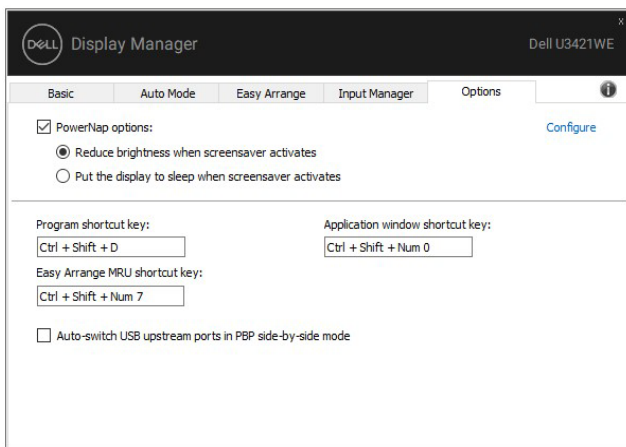 DELL Display Manager
Dell U3421WE
x
Basic Auto Mode Easy Arrange Input Manager Options
PowerNap options:
Configure
Reduce brightness when screensaver activates
Put the display to sleep when screensaver activates
Program shortcut key:
Application window shortcut key:
Ctrl + Shift + D
Ctrl + Shift + Num 0
Easy Arrange MRU shortcut key:
Ctrl + Shift + Num 7
Auto-switch USB upstream ports in PBP side-by-side mode